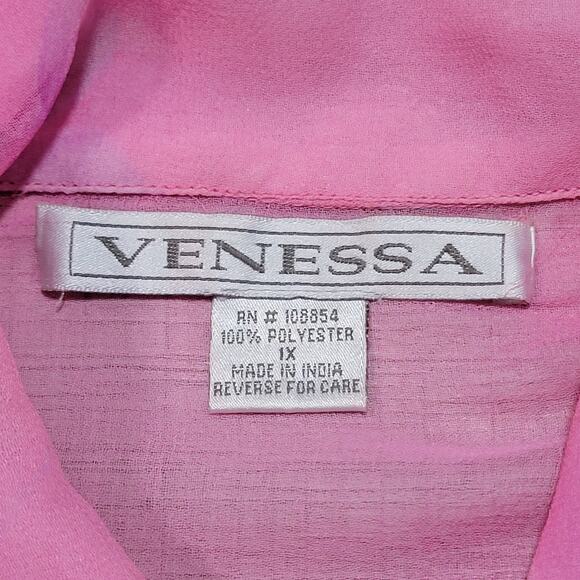 VENESSA
RN # 108854
100% POLYESTER
1X
MADE IN INDIA
REVERSE FOR CARE